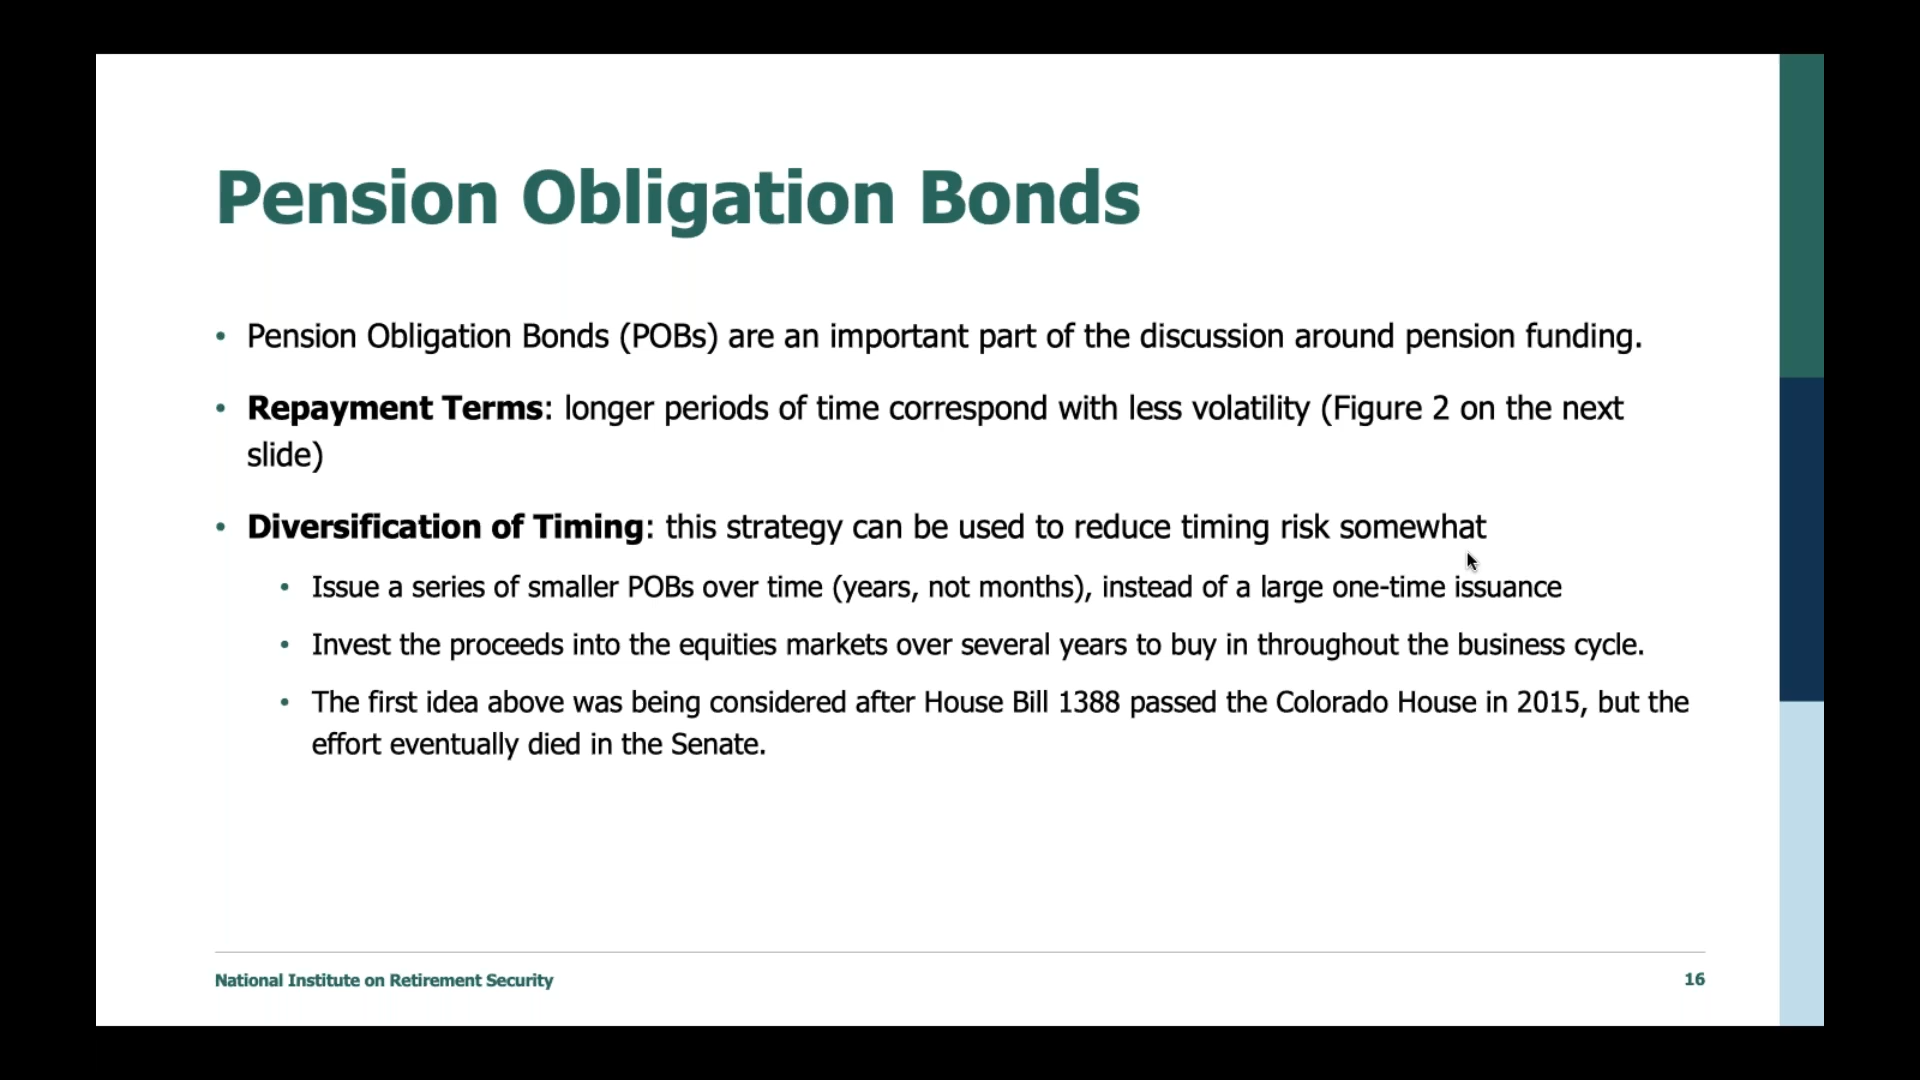 Pension Obligation Bonds
• Pension Obligation Bonds (POBs) are an important part of the discussion around pension funding.
• Repayment Terms: longer periods of time correspond with less volatility (Figure 2 on the next
slide)
• Diversification of Timing: this strategy can be used to reduce timing risk somewhat
• Issue a series of smaller POBs over time (years, not months), instead of a large one-time issuance
• Invest the proceeds into the equities markets over several years to buy in throughout the business cycle.
• The first idea above was being considered after House Bill 1388 passed the Colorado House in 2015, but the
effort eventually died in the Senate.
National Institute on Retirement Security
16